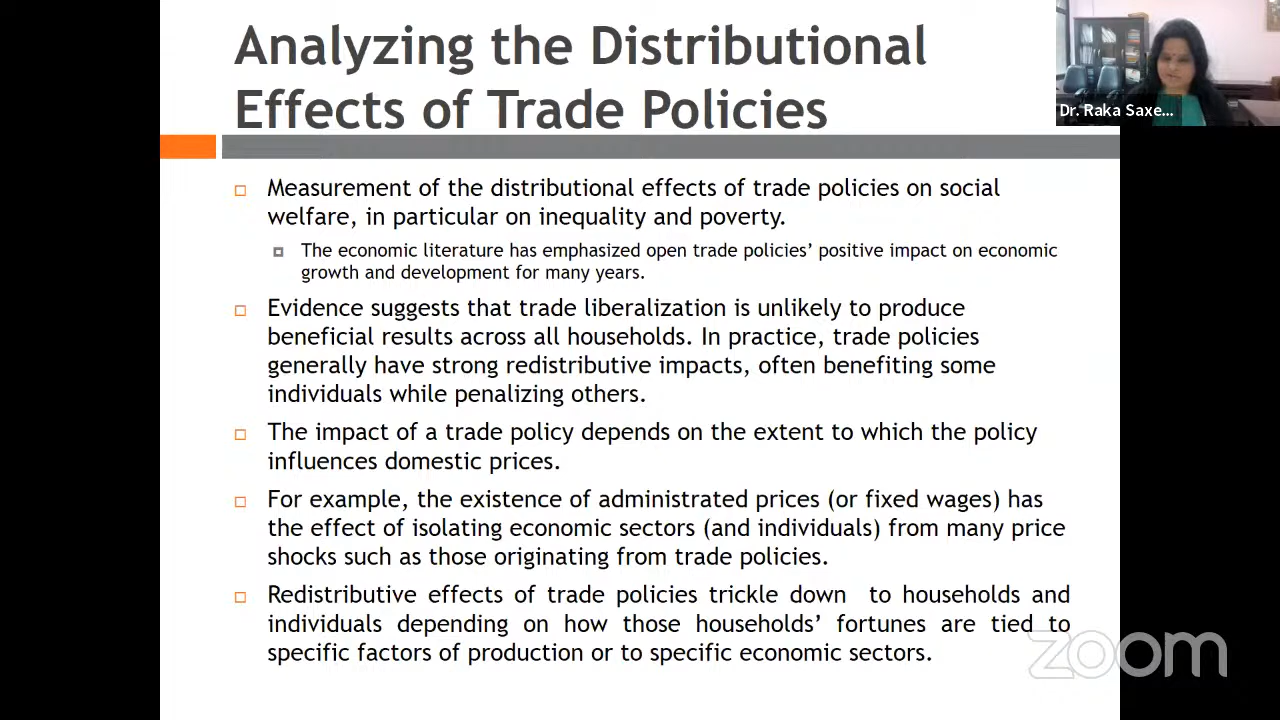 Analyzing the Distributional
Effects of Trade Policies
Dr. Raka Saxe...
Measurement of the distributional effects of trade policies on social
welfare, in particular on inequality and poverty.
The economic literature has emphasized open trade policies’ positive impact on economic
growth and development for many years.
Evidence suggests that trade liberalization is unlikely to produce
beneficial results across all households. In practice, trade policies
generally have strong redistributive impacts, often benefiting some
individuals while penalizing others.
The impact of a trade policy depends on the extent to which the policy
influences domestic prices.
For example, the existence of administrated prices (or fixed wages) has
the effect of isolating economic sectors (and individuals) from many price
shocks such as those originating from trade policies.
Redistributive effects of trade policies trickle down to households and
individuals depending on how those households’ fortunes are tied to
specific factors of production or to specific economic sectors.
zoom